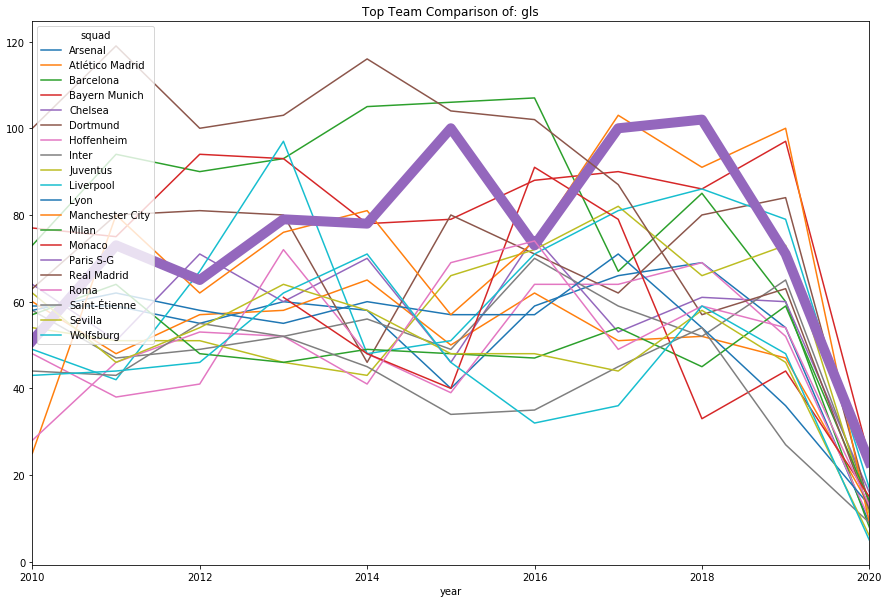 Top Team Comparison of: gls
120
100
80
60
40
20
0
squad
Arsenal
Atlético Madrid
Barcelona
Bayern Munich
Chelsea
Dortmund
Hoffenheim
Inter
Juventus
Liverpool
Lyon
Manchester City
Milan
Monaco
Paris S-G
Real Madrid
Roma
Saint-Étienne
Sevilla
Wolfsburg
2010 2012 2014 2016 2018 2020
year